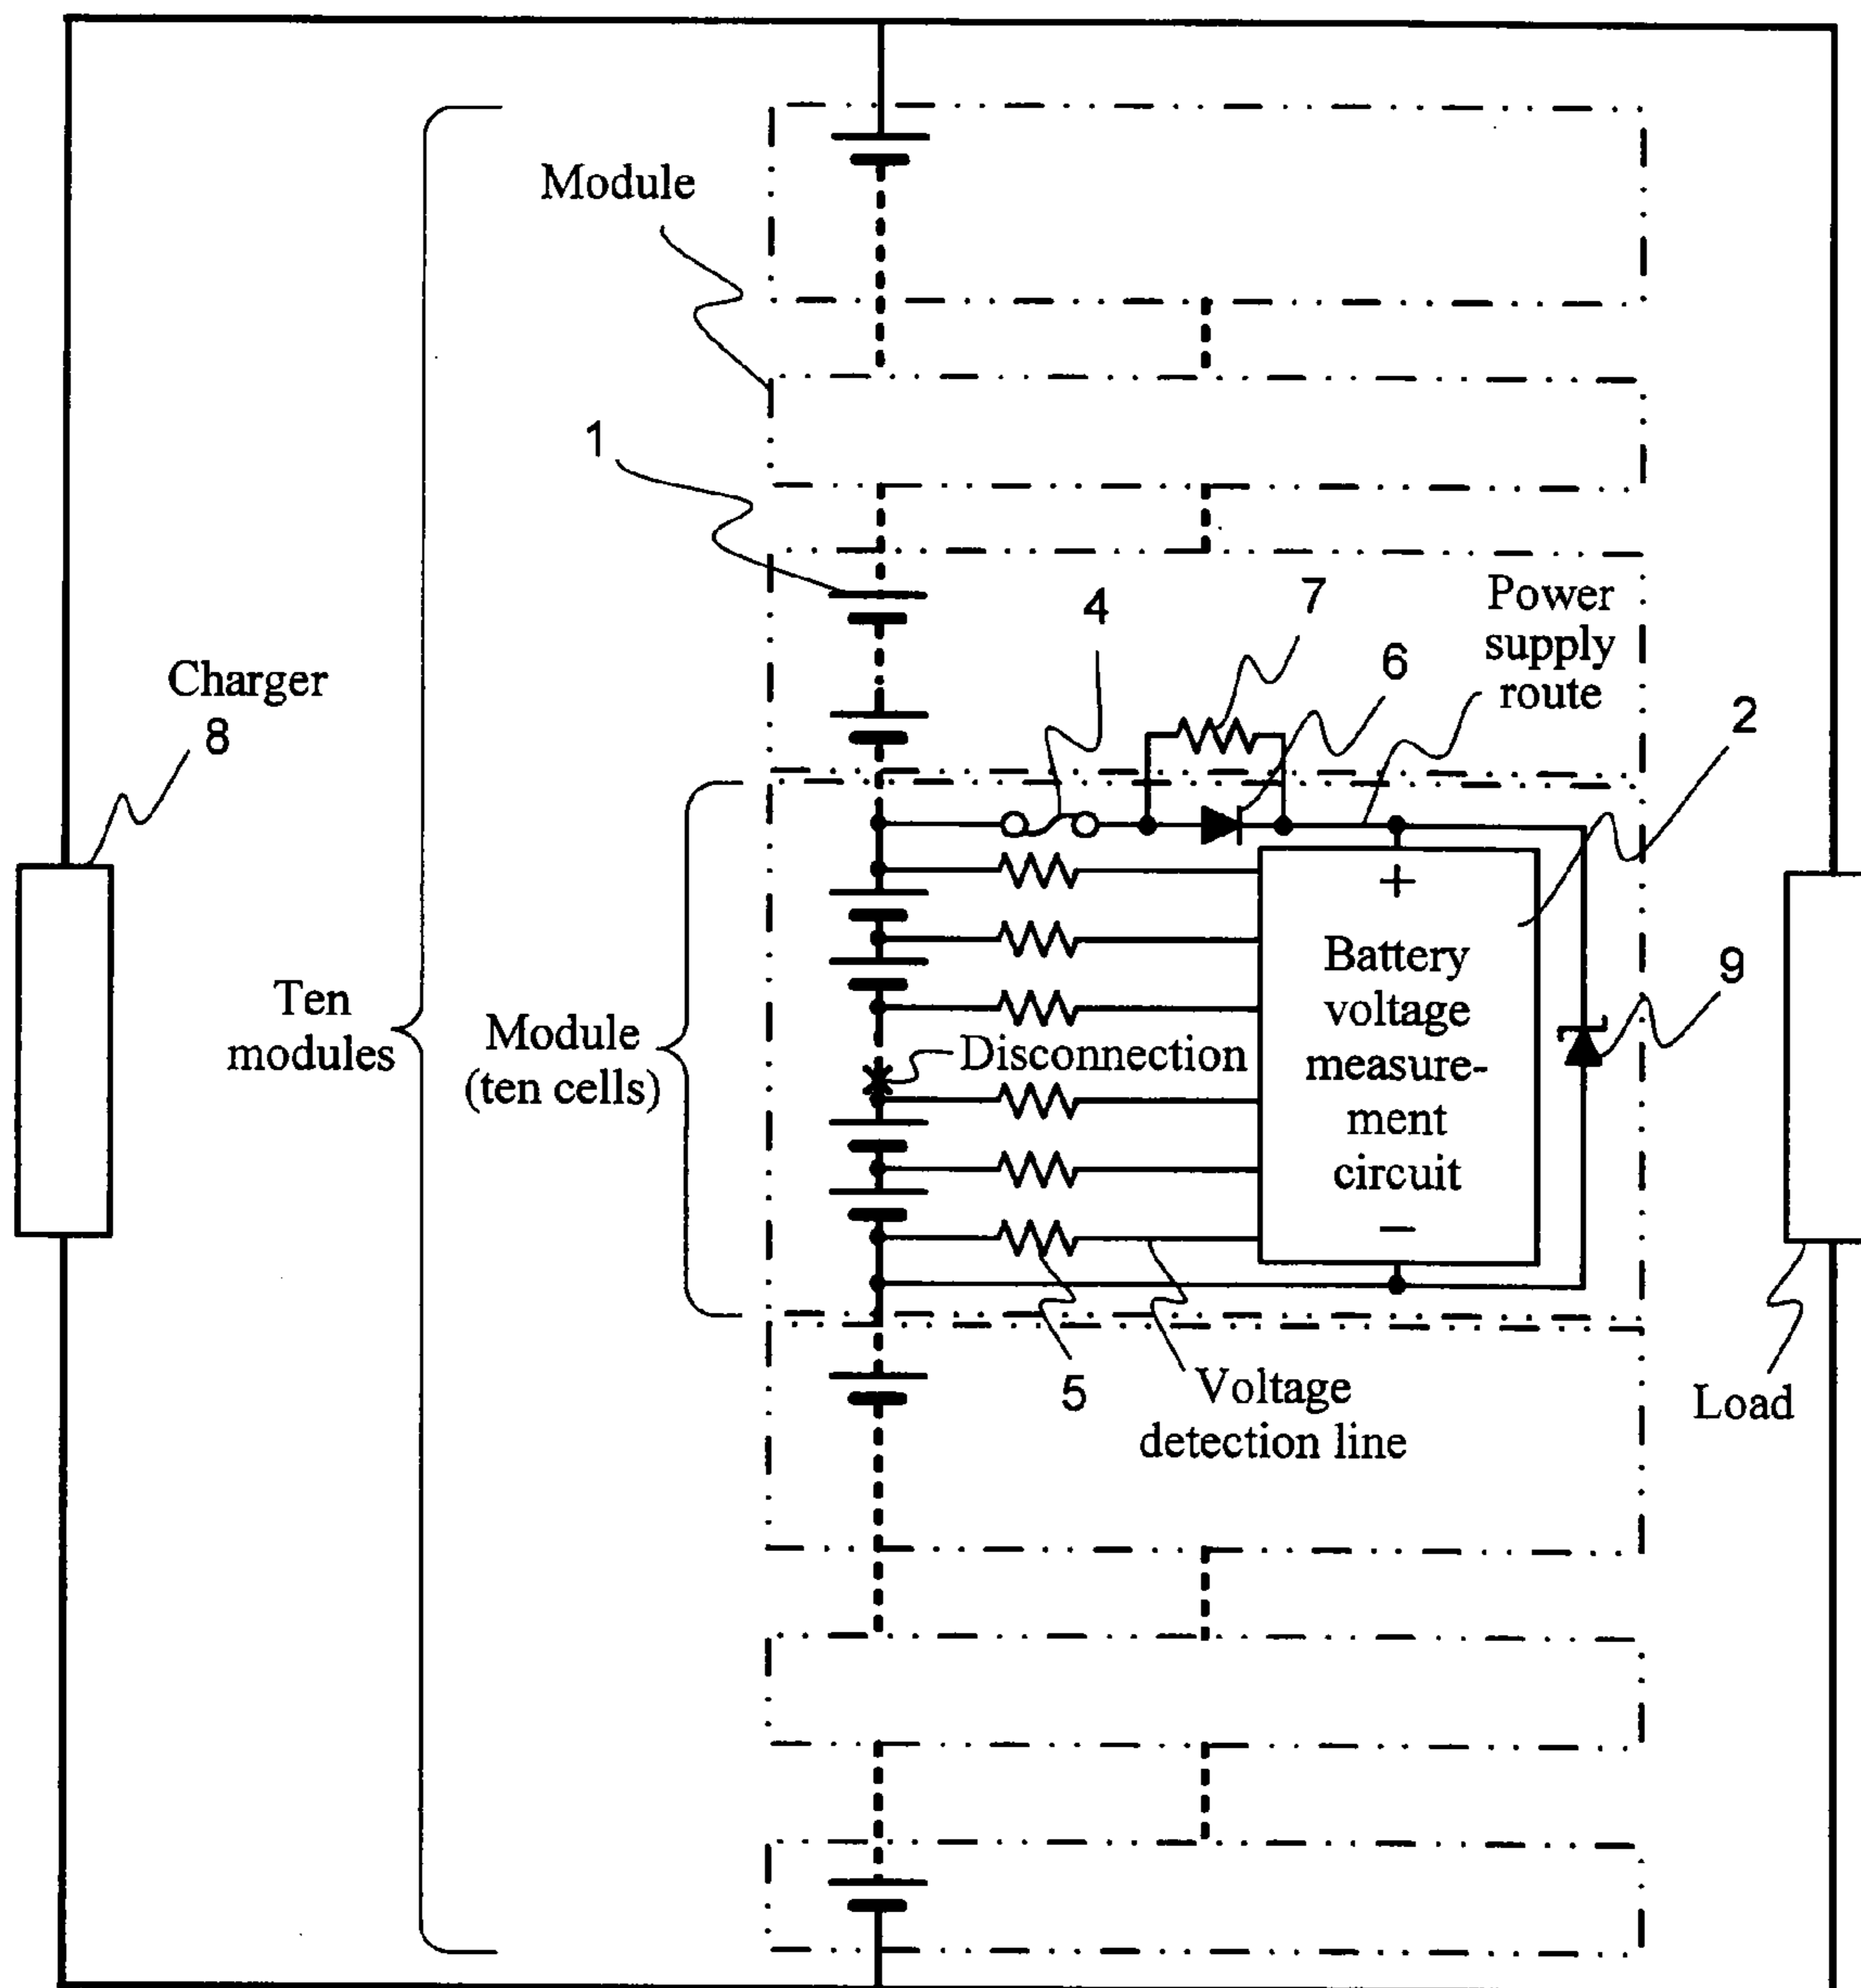 Module
1
Charger
8
4
7
6
Power
supply
route
2
+
Battery
voltage
measure-
ment
circuit
−
9
Ten
modules
Module
(ten cells)
Disconnection
5
Voltage
detection line
Load